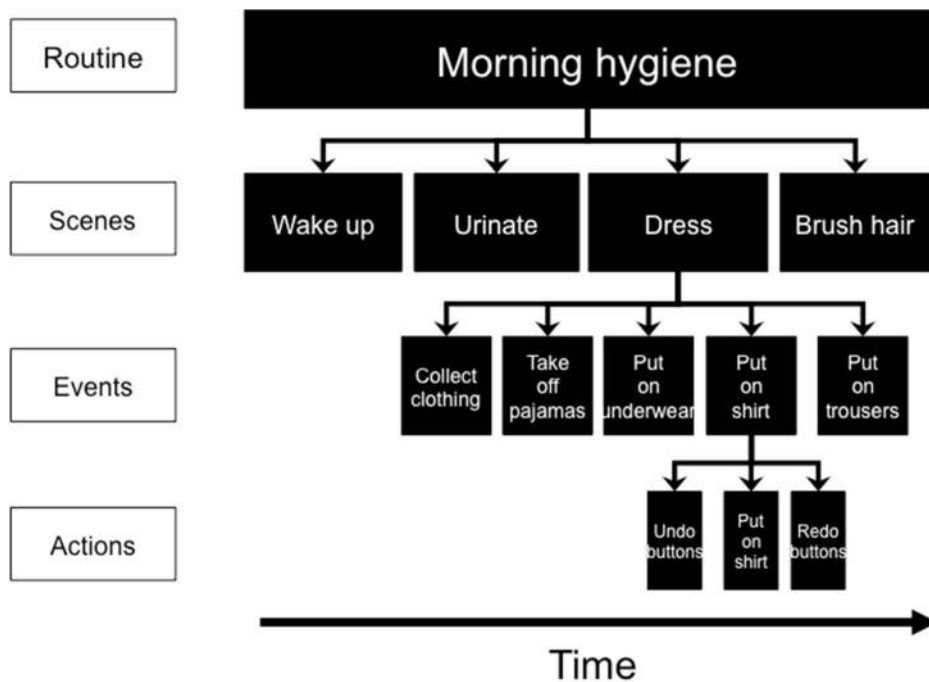 Routine
Morning hygiene
Scenes
Wake up
Urinate
Dress
Brush hair
Events
Collect
clothing
Take
off
pajamas
Put
on
underwear
Put
on
shirt
Put
on
trousers
Actions
Undo
buttons
Put
on
shirt
Redo
buttons
Time